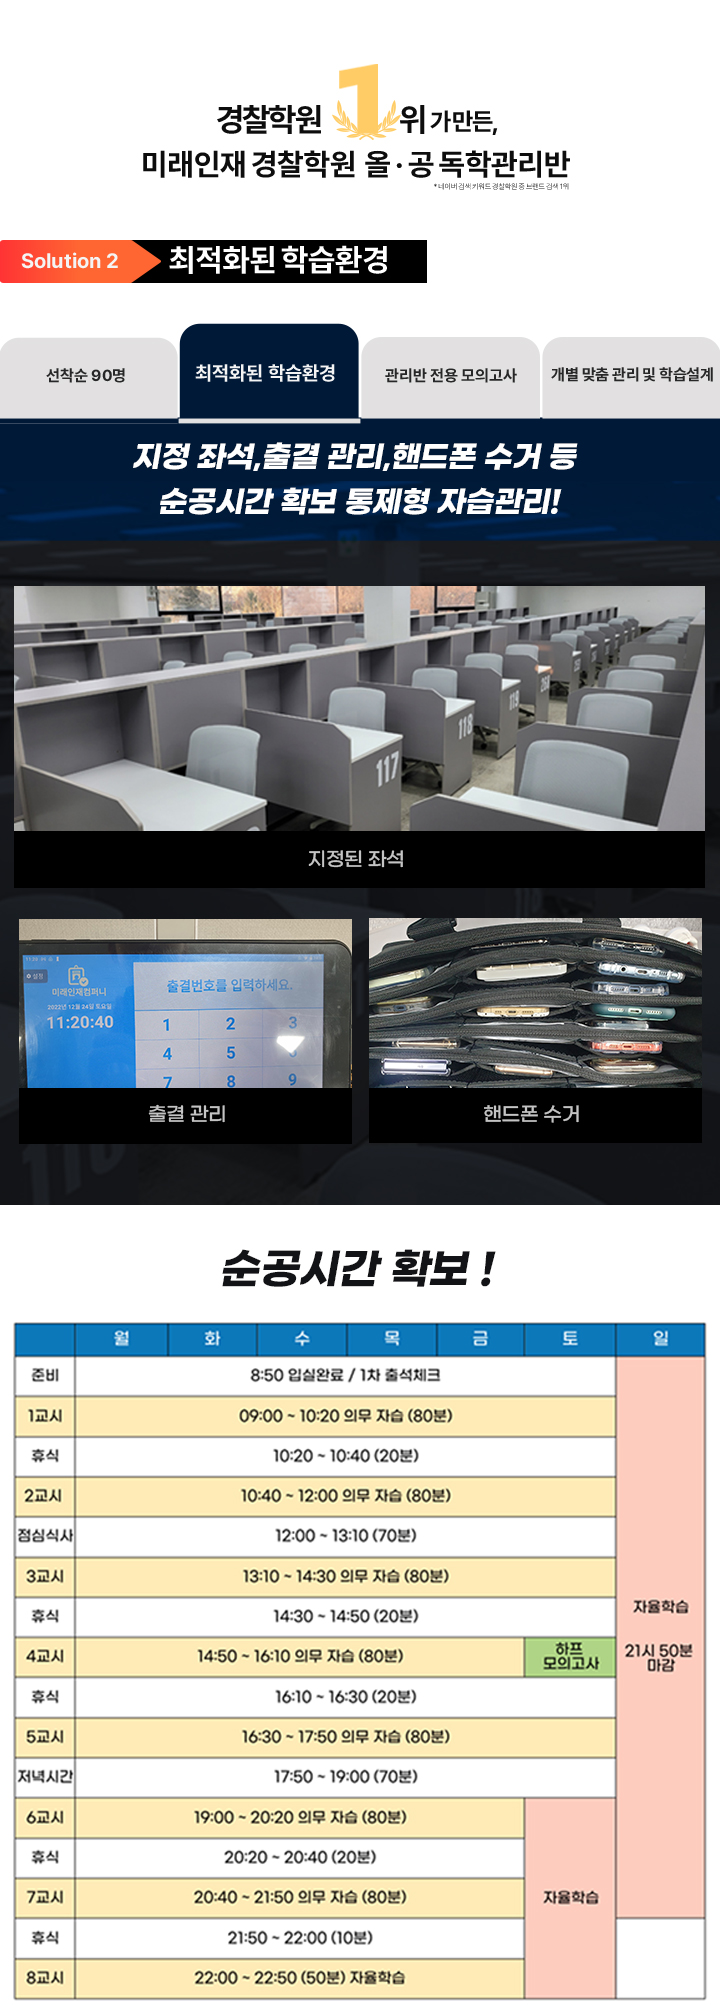 경찰학원 1위가 만든,
미래인재 경찰학원 올·공 독학관리반
*네이버 검색 키워드 경찰학원 중 브랜드 검색 1위
Solution 2 최적화된 학습환경
선착순 90명
최적화된 학습환경
관리반 전용 모의고사
개별 맞춤 관리 및 학습설계
지정 좌석,출결 관리,핸드폰 수거 등
순공시간 확보 통제형 자습관리!
117
118
119
지정된 좌석
설정
미래인재컴퍼니
2022년 12월 24일 토요일
11:20:40
출결번호를 입력하세요.
1 2 3
4 5 6
7 8 9
출결 관리
핸드폰 수거
순공시간 확보 !
월 화 수 목 금 토 일
준비 8:50 입실완료 / 1차 출석체크
1교시 09:00 ~ 10:20 의무 자습 (80분)
휴식 10:20 ~ 10:40 (20분)
2교시 10:40 ~ 12:00 의무 자습 (80분)
점심식사 12:00 ~ 13:10 (70분)
3교시 13:10 ~ 14:30 의무 자습 (80분)
휴식 14:30 ~ 14:50 (20분)
4교시 14:50 ~ 16:10 의무 자습 (80분)
하프
모의고사
휴식 16:10 ~ 16:30 (20분)
5교시 16:30 ~ 17:50 의무 자습 (80분)
저녁시간 17:50 ~ 19:00 (70분)
6교시 19:00 ~ 20:20 의무 자습 (80분)
휴식 20:20 ~ 20:40 (20분)
7교시 20:40 ~ 21:50 의무 자습 (80분)
휴식 21:50 ~ 22:00 (10분)
8교시 22:00 ~ 22:50 (50분) 자율학습
자율학습
자율학습
21시 50분
마감